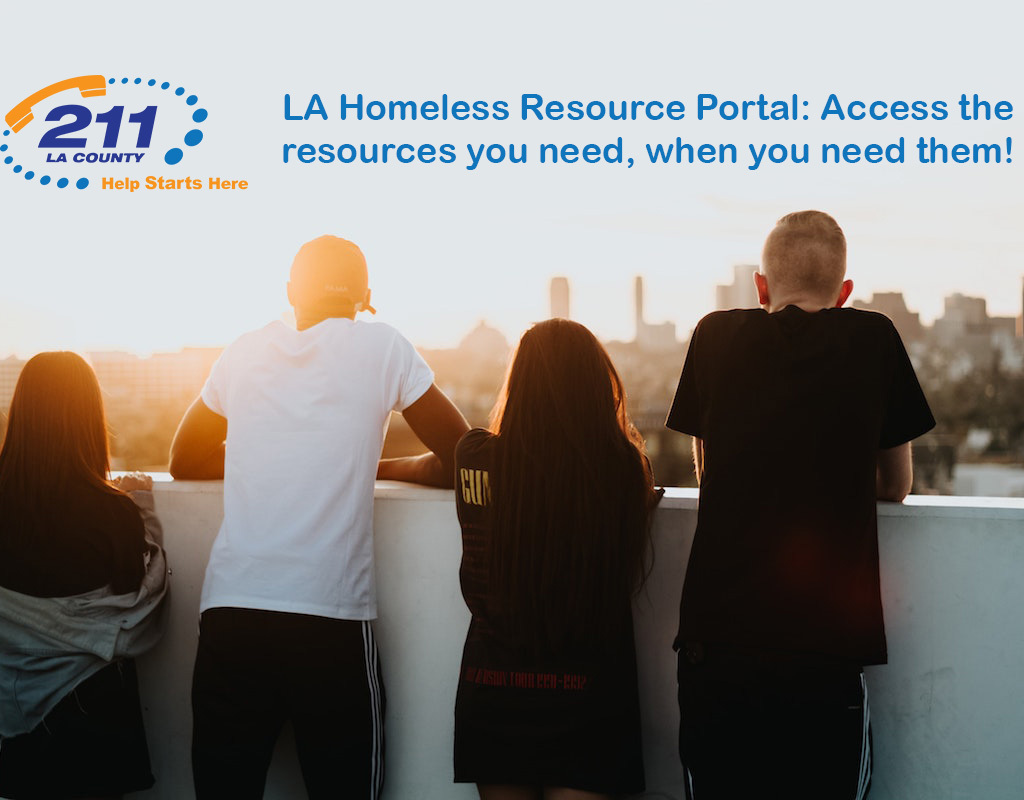 211
LA COUNTY
Help Starts Here
LA Homeless Resource Portal: Access the
resources you need, when you need them!
GUN